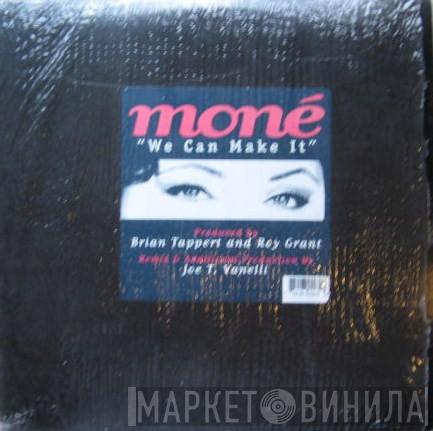 moné
"We Can Make It"
Produced by
Brian Tappert and Roy Grant
Remix & Additional Production by
Joe T. Vanelli
МАРКЕТ ВИНИЛА